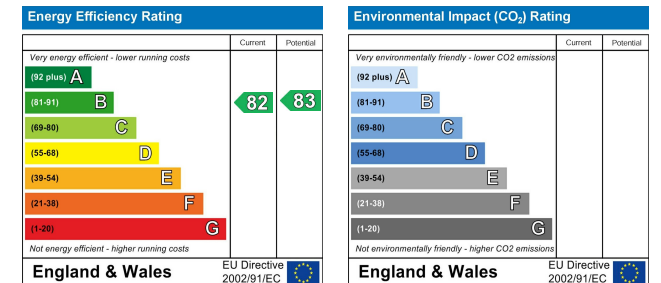 Energy Efficiency Rating
Current Potential
Very energy efficient - lower running costs
(92 plus) A
(81-91) B 82 83
(69-80) C
(55-68) D
(39-54) E
(21-38) F
(1-20) G
Not energy efficient - higher running costs
England & Wales
EU Directive
2002/91/EC
Environmental Impact (CO₂) Rating
Current Potential
Very environmentally friendly - lower CO2 emissions
(92 plus) A
(81-91) B
(69-80) C
(55-68) D
(39-54) E
(21-38) F
(1-20) G
Not environmentally friendly - higher CO2 emissions
England & Wales
EU Directive
2002/91/EC